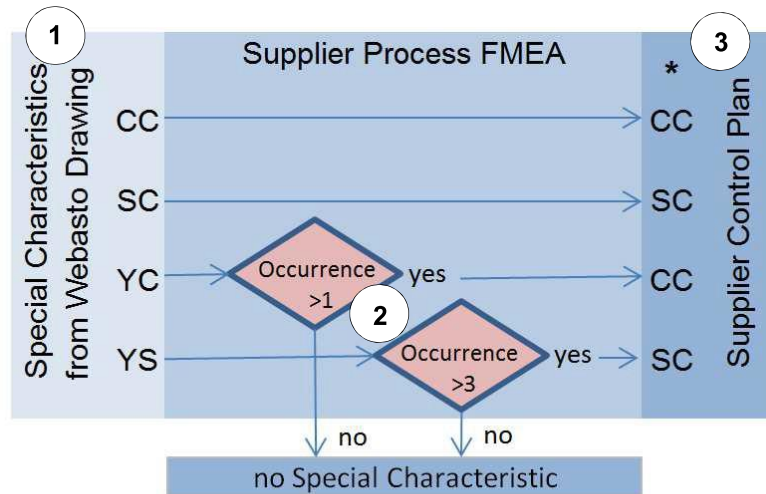 1
Supplier Process FMEA
3
*
Special Characteristics
from Webasto Drawing
CC
CC
SC
SC
YC
Occurrence
>1
yes
CC
2
YS
Occurrence
>3
yes
SC
Supplier Control Plan
no
no
no Special Characteristic